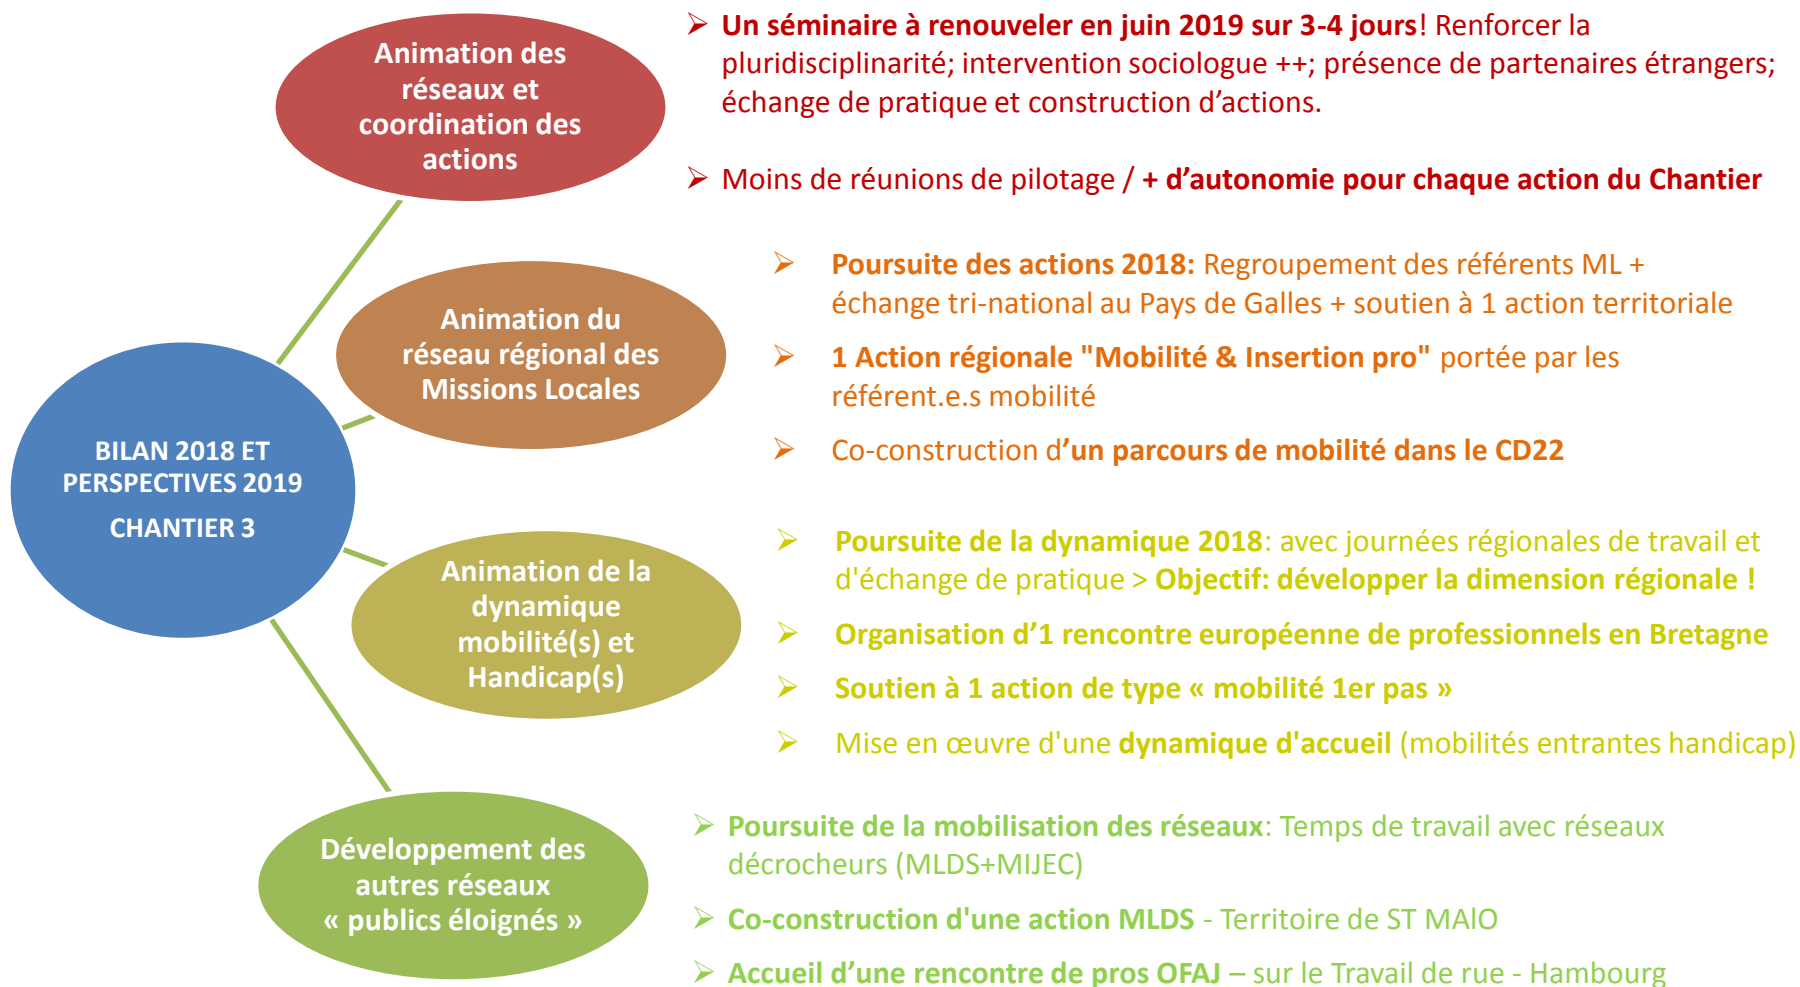 BILAN 2018 ET
PERSPECTIVES 2019
CHANTIER 3
Animation des
réseaux et
coordination des
actions
➢ Un séminaire à renouveler en juin 2019 sur 3-4 jours! Renforcer la
pluridisciplinarité; intervention sociologue ++; présence de partenaires étrangers;
échange de pratique et construction d’actions.
➢ Moins de réunions de pilotage / + d’autonomie pour chaque action du Chantier
Animation du
réseau régional des
Missions Locales
➢ Poursuite des actions 2018: Regroupement des référents ML +
échange tri-national au Pays de Galles + soutien à 1 action territoriale
➢ 1 Action régionale "Mobilité & Insertion pro" portée par les
référent.e.s mobilité
➢ Co-construction d’un parcours de mobilité dans le CD22
Animation de la
dynamique
mobilité(s) et
Handicap(s)
➢ Poursuite de la dynamique 2018: avec journées régionales de travail et
d'échange de pratique > Objectif: développer la dimension régionale !
➢ Organisation d’1 rencontre européenne de professionnels en Bretagne
➢ Soutien à 1 action de type « mobilité 1er pas »
➢ Mise en œuvre d'une dynamique d'accueil (mobilités entrantes handicap)
Développement des
autres réseaux
« publics éloignés »
➢ Poursuite de la mobilisation des réseaux: Temps de travail avec réseaux
décrocheurs (MLDS+MIJEC)
➢ Co-construction d'une action MLDS - Territoire de ST MAlO
➢ Accueil d’une rencontre de pros OFAJ – sur le Travail de rue - Hambourg